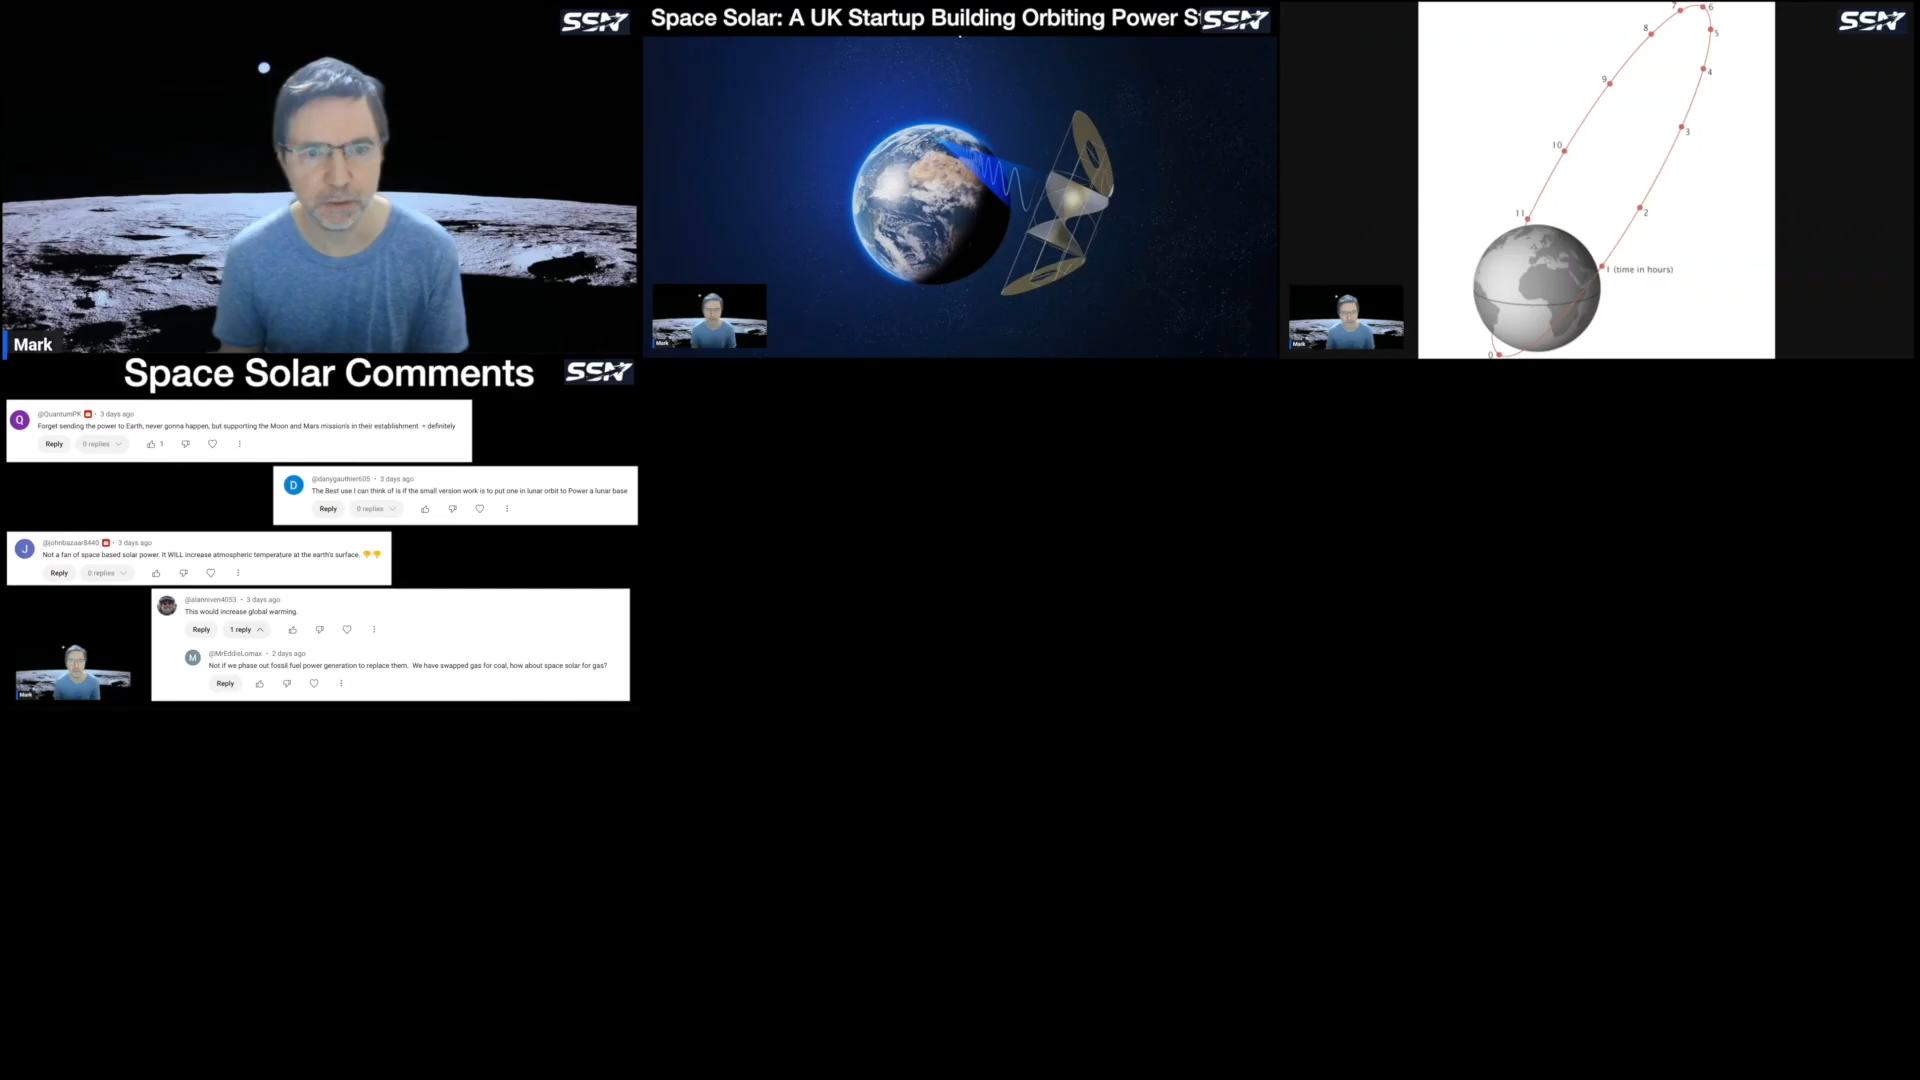 SSN
Mark
Space Solar: A UK Startup Building Orbiting Power
SSN
Mark
SSN
7
6
8
5
4
9
3
10
2
11
1 (time in hours)
0
Mark
Space Solar Comments
SSN
Q
@QuantumPK · 3 days ago
Forget sending the power to Earth, never gonna happen, but supporting the Moon and Mars mission's in their establishment = definitely
Reply 0 replies 1
D
@danygauthier605 · 3 days ago
The Best use I can think of is if the small version work is to put one in lunar orbit to Power a lunar base
Reply 0 replies
J
@johnbazaar8440 · 3 days ago
Not a fan of space based solar power. It WILL increase atmospheric temperature at the earth's surface. 👎👎
Reply 0 replies
@alanniven4053 · 3 days ago
This would increase global warming.
Reply 1 reply
M
@MrEddieLomax · 2 days ago
Not if we phase out fossil fuel power generation to replace them. We have swapped gas for coal, how about space solar for gas?
Reply
Mark